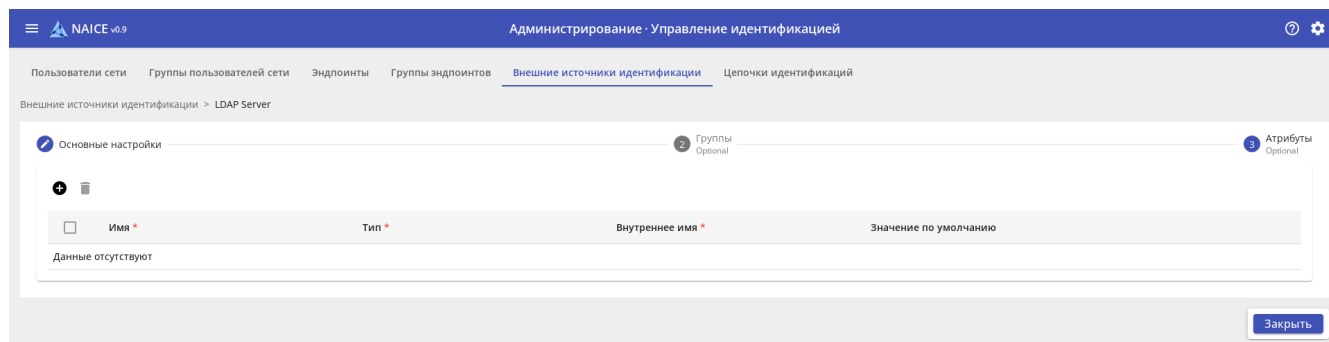 NAICE v0.9
Администрирование · Управление идентификацией
Пользователи сети Группы пользователей сети Эндпоинты Группы эндпоинтов Внешние источники идентификации Цепочки идентификаций
Внешние источники идентификации > LDAP Server
Основные настройки 2 Группы 3 Атрибуты
Optional Optional
Имя * Тип * Внутреннее имя * Значение по умолчанию
Данные отсутствуют
Закрыть